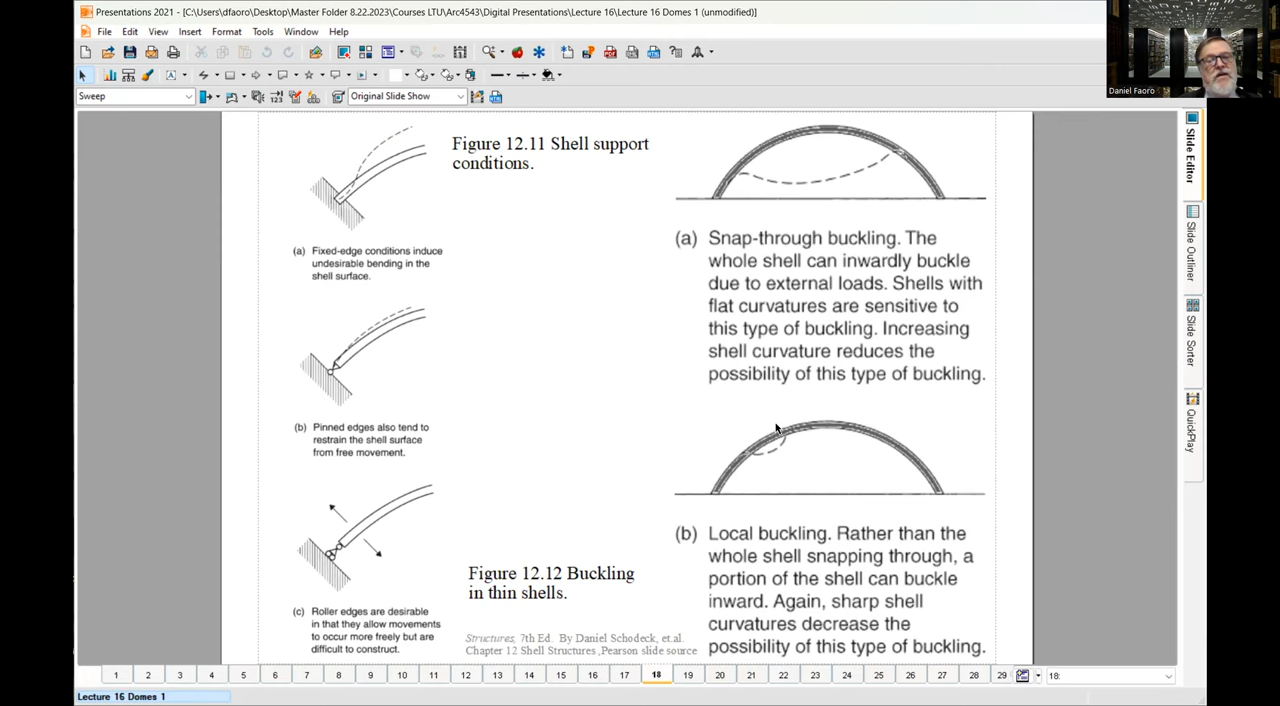 Presentations 2021 - [C:\Users\dfaoro\Desktop\Master Folder 8.22.2023\Courses LTU\Arc4543\Digital Presentations\Lecture 16\Lecture 16 Domes 1 (unmodified)]
File Edit View Insert Format Tools Window Help
Sweep
Original Slide Show
Daniel Faoro
Figure 12.11 Shell support
conditions.
(a) Fixed-edge conditions induce
undesirable bending in the
shell surface.
(b) Pinned edges also tend to
restrain the shell surface
from free movement.
(c) Roller edges are desirable
in that they allow movements
to occur more freely but are
difficult to construct.
Figure 12.12 Buckling
in thin shells.
Structures, 7th Ed. By Daniel Schodeck, et.al.
Chapter 12 Shell Structures ,Pearson slide source
(a) Snap-through buckling. The
whole shell can inwardly buckle
due to external loads. Shells with
flat curvatures are sensitive to
this type of buckling. Increasing
shell curvature reduces the
possibility of this type of buckling.
(b) Local buckling. Rather than the
whole shell snapping through, a
portion of the shell can buckle
inward. Again, sharp shell
curvatures decrease the
possibility of this type of buckling.
Slide Editor
Slide Outliner
Slide Sorter
QuickPlay
1 2 3 4 5 6 7 8 9 10 11 12 13 14 15 16 17 18 19 20 21 22 23 24 25 26 27 28 29
18:
Lecture 16 Domes 1